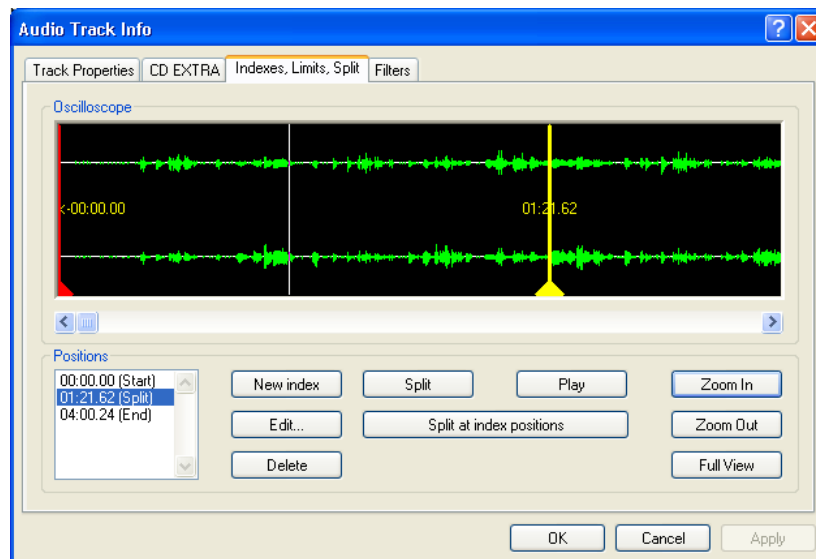 Audio Track Info
Track Properties CD EXTRA Indexes, Limits, Split Filters
Oscilloscope
<-00:00.00 01:21.62
Positions
00:00.00 (Start)
01:21.62 (Split)
04:00.24 (End)
New index Split Play Zoom In
Edit... Split at index positions Zoom Out
Delete Full View
OK Cancel Apply